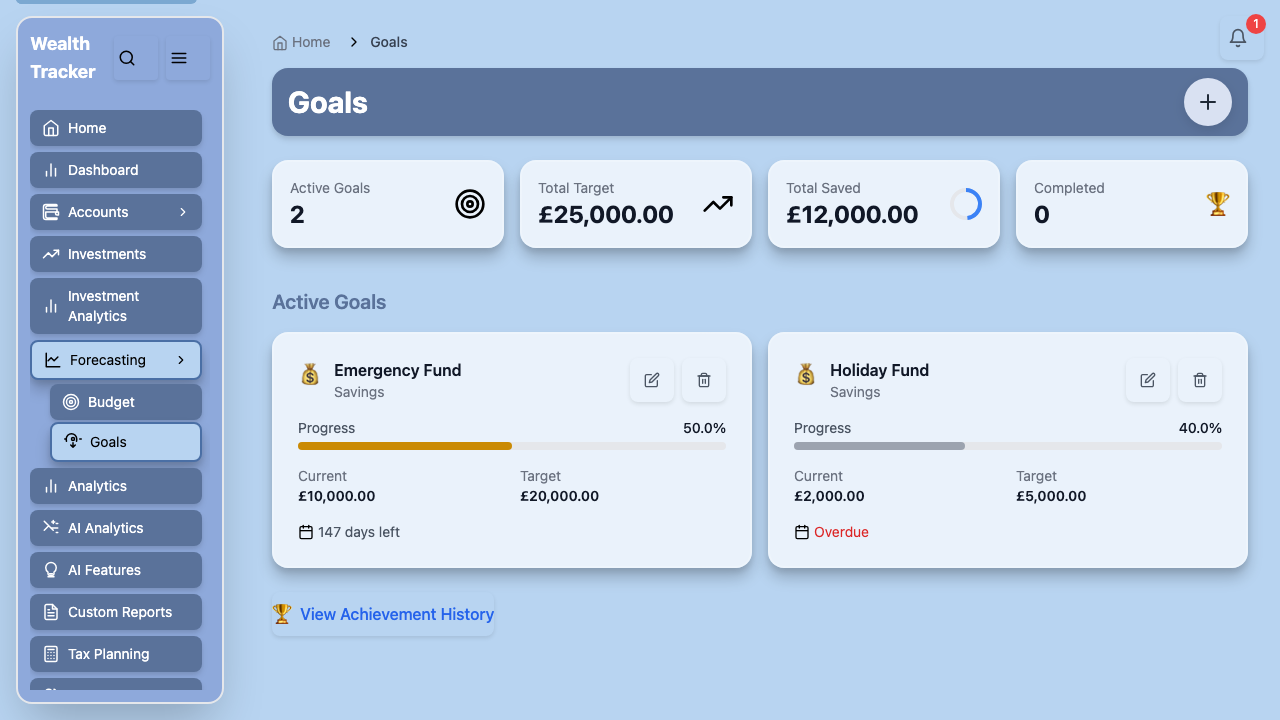 Wealth
Tracker
Home
Dashboard
Accounts
Investments
Investment
Analytics
Forecasting
Budget
Goals
Analytics
AI Analytics
AI Features
Custom Reports
Tax Planning
Home
Goals
1
Goals
Active Goals
2
Total Target
£25,000.00
Total Saved
£12,000.00
Completed
0
Active Goals
Emergency Fund
Savings
Progress 50.0%
Current Target
£10,000.00 £20,000.00
147 days left
Holiday Fund
Savings
Progress 40.0%
Current Target
£2,000.00 £5,000.00
Overdue
View Achievement History